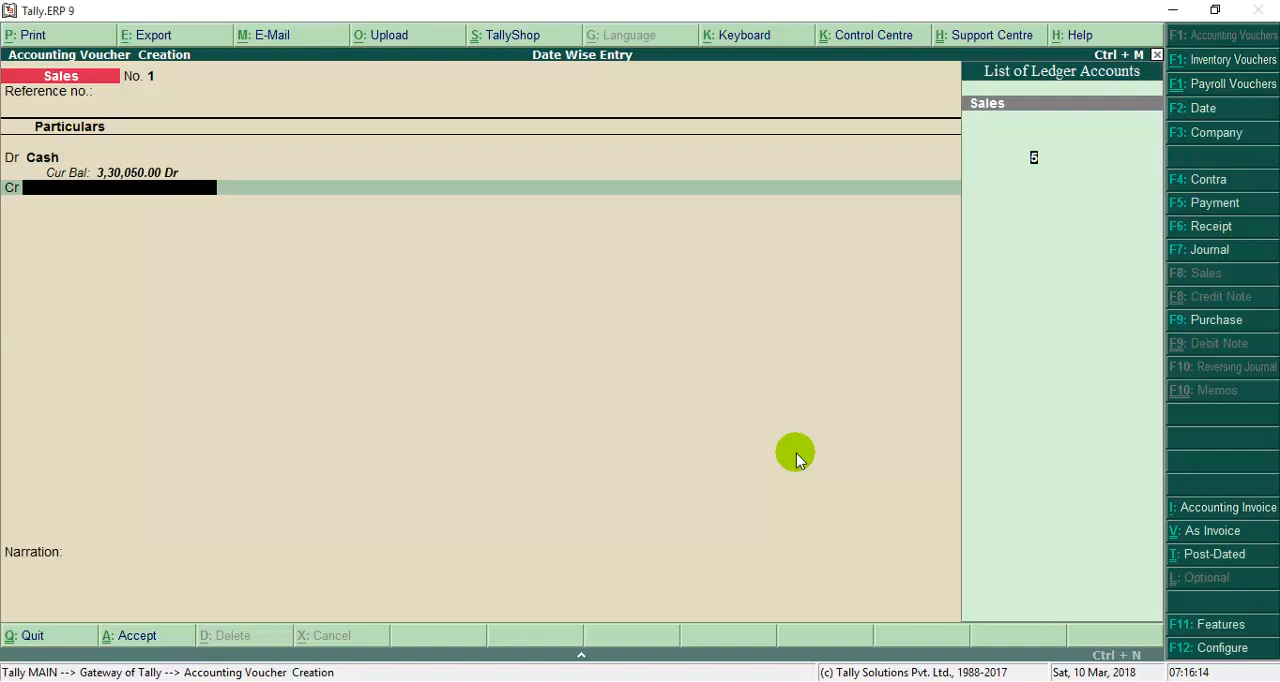 Tally.ERP 9
P: Print
E: Export
M: E-Mail
O: Upload
S: TallyShop
G: Language
K: Keyboard
K: Control Centre
H: Support Centre
H: Help
Accounting Voucher Creation
Date Wise Entry
Ctrl + M
Sales No. 1
Reference no.:
Particulars
Dr Cash
Cur Bal: 3,30,050.00 Dr
Cr
Narration:
List of Ledger Accounts
Sales
5
F1: Accounting Vouchers
F1: Inventory Vouchers
F1: Payroll Vouchers
F2: Date
F3: Company
F4: Contra
F5: Payment
F6: Receipt
F7: Journal
F8: Sales
F8: Credit Note
F9: Purchase
F9: Debit Note
F10: Reversing Journal
F10: Memos
I: Accounting Invoice
V: As Invoice
T: Post-Dated
L: Optional
F11: Features
F12: Configure
Q: Quit
A: Accept
D: Delete
X: Cancel
Ctrl + N
Tally MAIN --> Gateway of Tally --> Accounting Voucher Creation
(c) Tally Solutions Pvt. Ltd., 1988-2017
Sat, 10 Mar, 2018
07:16:14